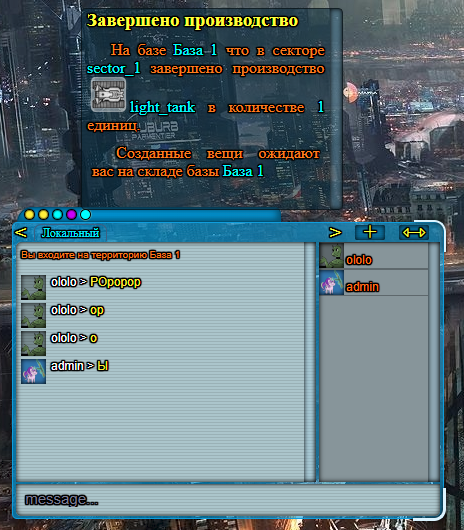 Завершено производство
На базе База 1 что в секторе
sector_1 завершено производство
light_tank в количестве 1
единиц.
Созданные вещи ожидают
вас на складе базы База 1
< Локальный > +
Вы входите на территорию База 1
ololo
ololo > РОророр
admin
ololo > ор
ololo > о
admin > Ы
message...